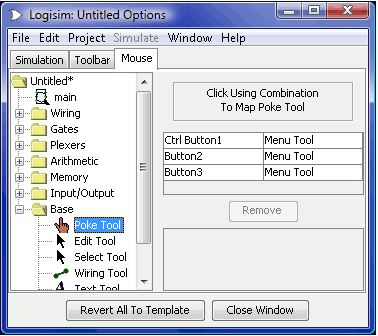 Logisim: Untitled Options
File Edit Project Simulate Window Help
Simulation Toolbar Mouse
Untitled*
main
Wiring
Gates
Plexers
Arithmetic
Memory
Input/Output
Base
Poke Tool
Edit Tool
Select Tool
Wiring Tool
Text Tool
Click Using Combination
To Map Poke Tool
Ctrl Button1 Menu Tool
Button2 Menu Tool
Button3 Menu Tool
Remove
Revert All To Template Close Window